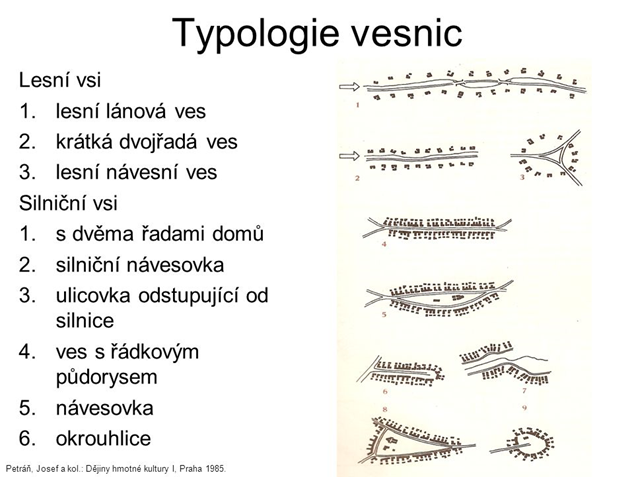 Typologie vesnic
Lesní vsi
1. lesní lánová ves
2. krátká dvojřadá ves
3. lesní návesní ves
Silniční vsi
1. s dvěma řadami domů
2. silniční návesovka
3. ulicovka odstupující od
silnice
4. ves s řádkovým
půdorysem
5. návesovka
6. okrouhlice
Petráň, Josef a kol.: Dějiny hmotné kultury I, Praha 1985.
1
2
3
4
5
6
7
8
9